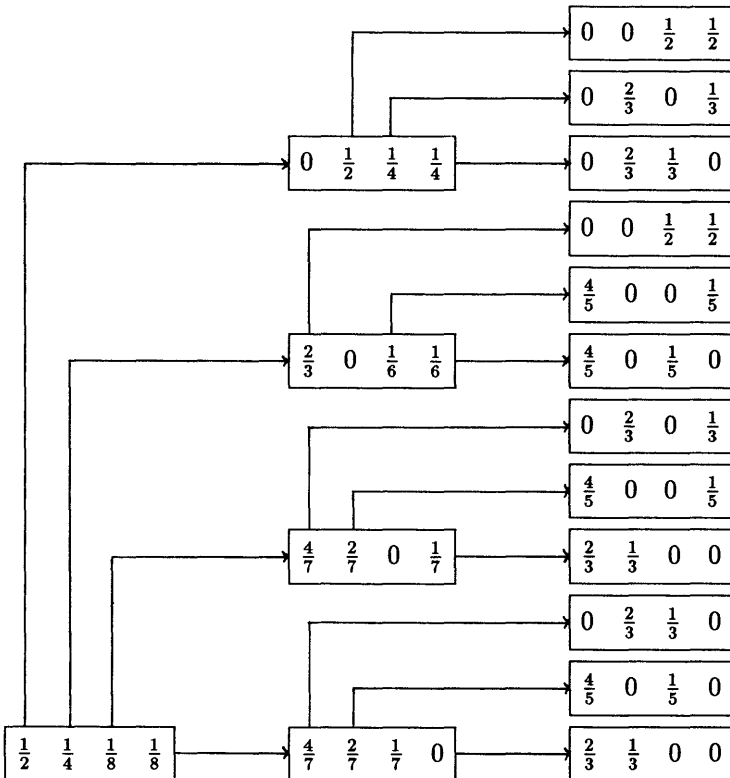 0 0 1/2 1/2
0 2/3 0 1/3
0 1/2 1/4 1/4
0 2/3 1/3 0
0 0 1/2 1/2
4/5 0 0 1/5
2/3 0 1/6 1/6
4/5 0 1/5 0
0 2/3 0 1/3
4/5 0 0 1/5
4/7 2/7 0 1/7
2/3 1/3 0 0
0 2/3 1/3 0
4/5 0 1/5 0
1/2 1/4 1/8 1/8
4/7 2/7 1/7 0
2/3 1/3 0 0